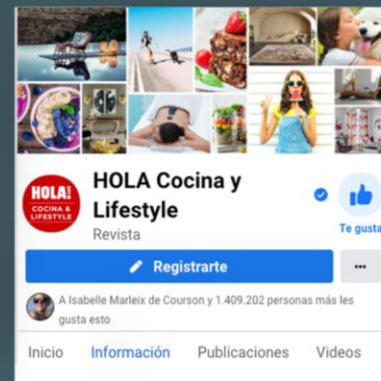 HOLA!
COCINA &
LIFESTYLE
HOLA Cocina y
Lifestyle
Revista
Te gusta
Registrarte
A Isabelle Marleix de Courson y 1.409.202 personas más les
gusta esto
Inicio Información Publicaciones Videos